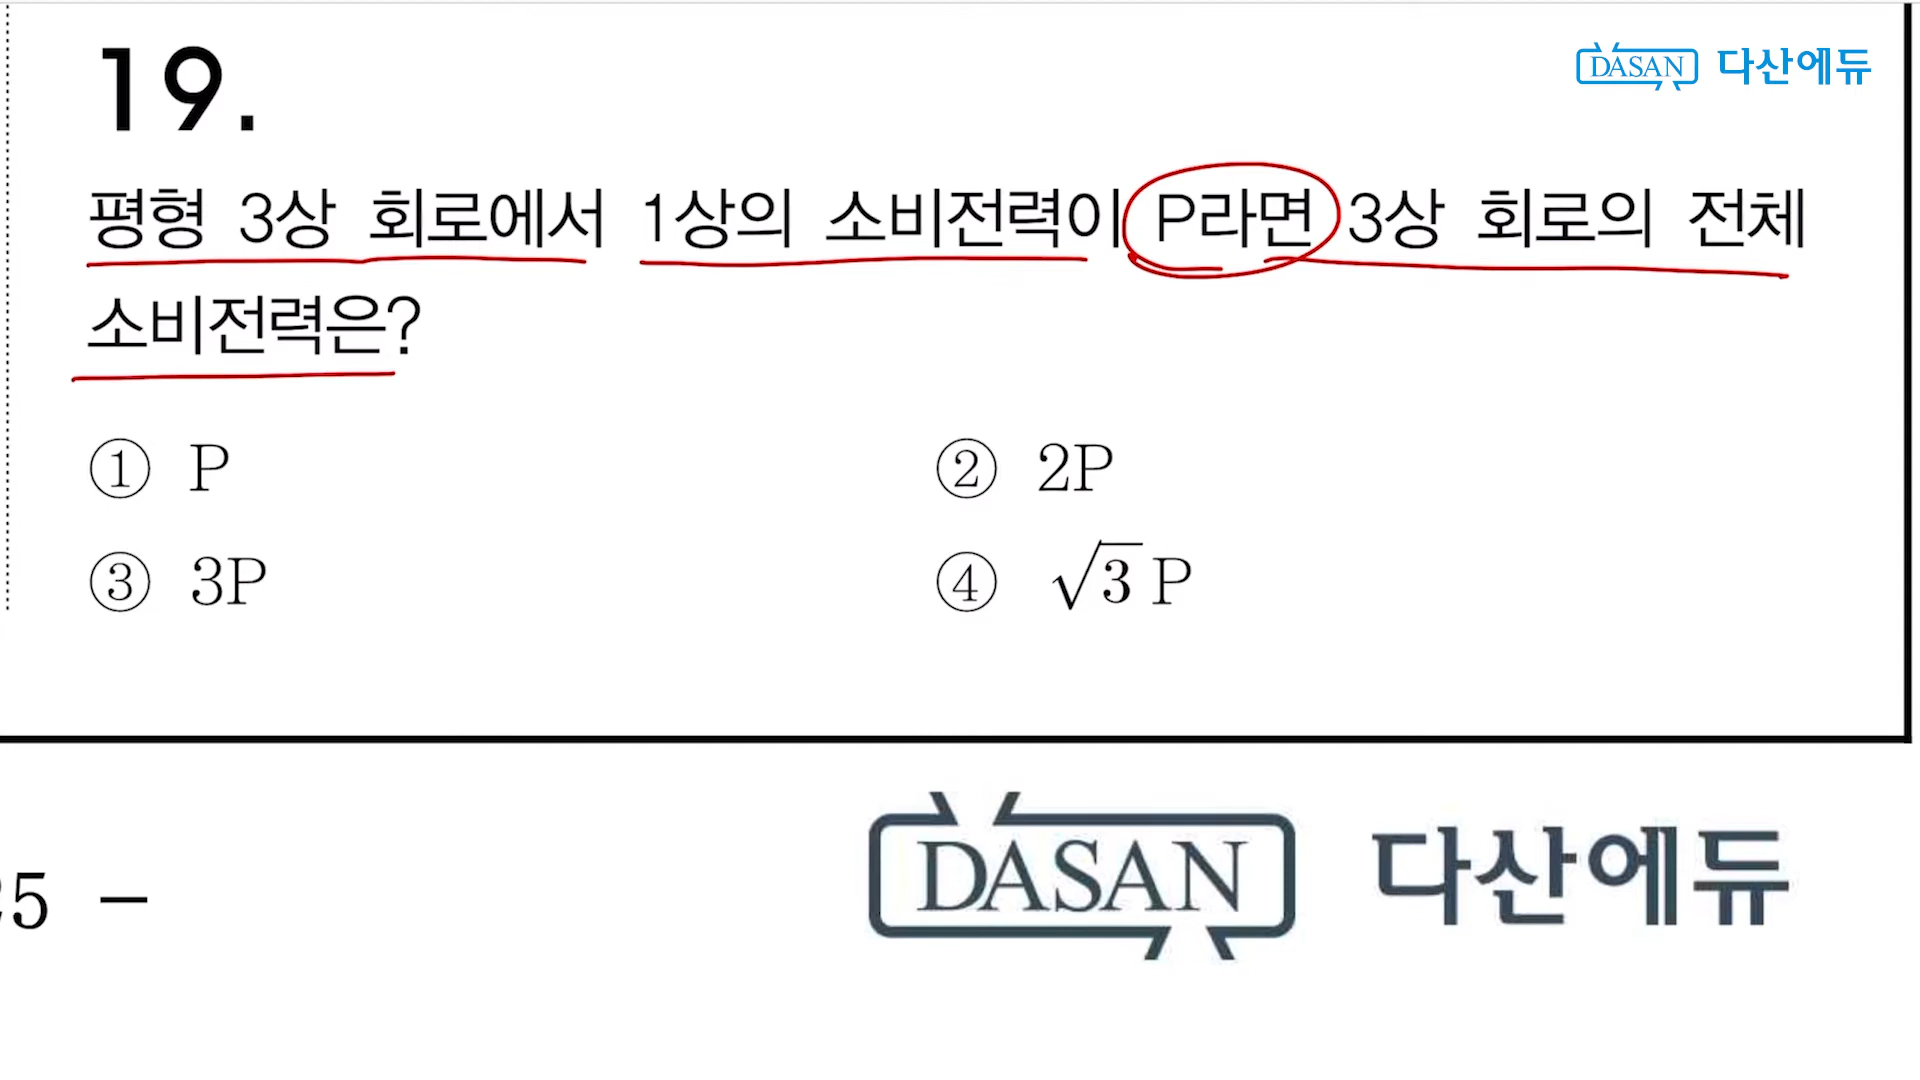 19.
DASAN 다산에듀
평형 3상 회로에서 1상의 소비전력이 P라면 3상 회로의 전체
소비전력은?
① P
② 2P
③ 3P
④ √3 P
5 −
DASAN 다산에듀